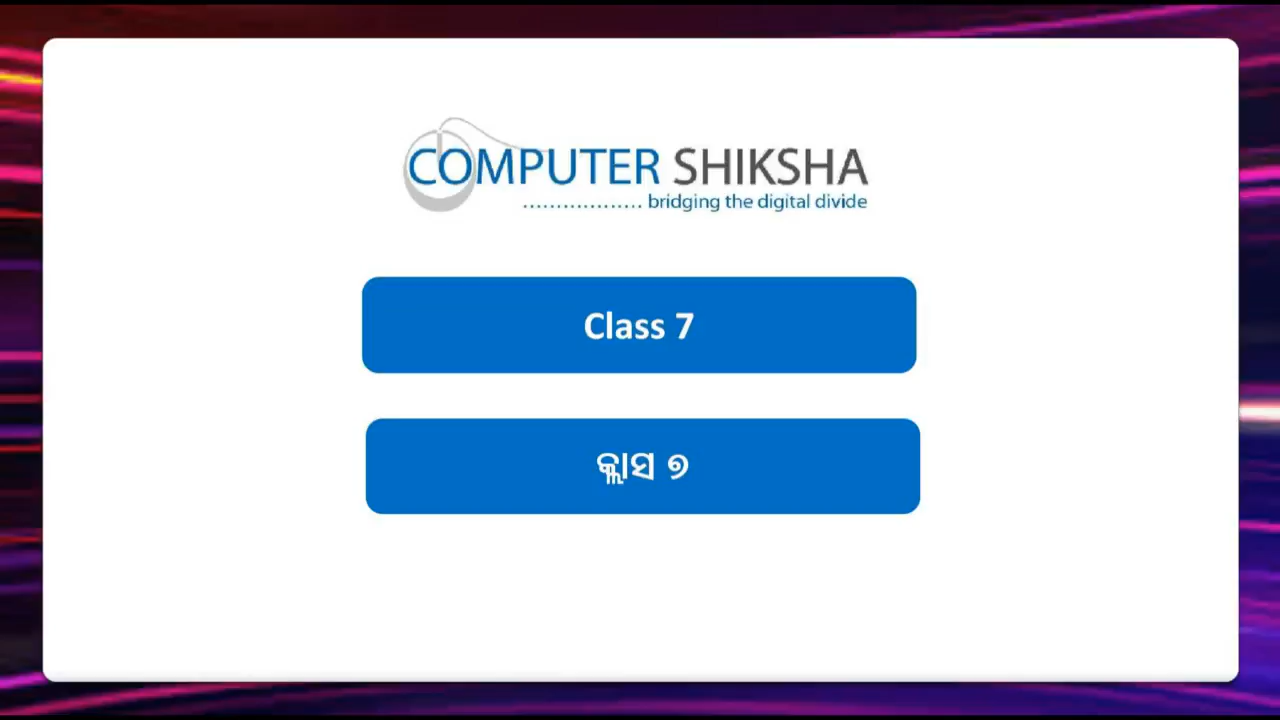 COMPUTER SHIKSHA
.................. bridging the digital divide
Class 7
କ୍ଲାସ ୭